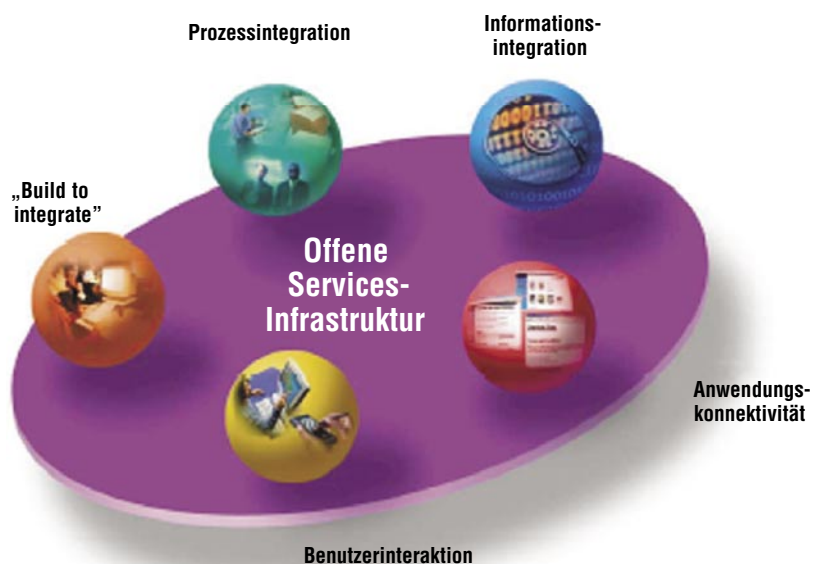 Prozessintegration
Informations-
integration
„Build to
integrate”
Offene
Services-
Infrastruktur
Anwendungs-
konnektivität
Benutzerinteraktion